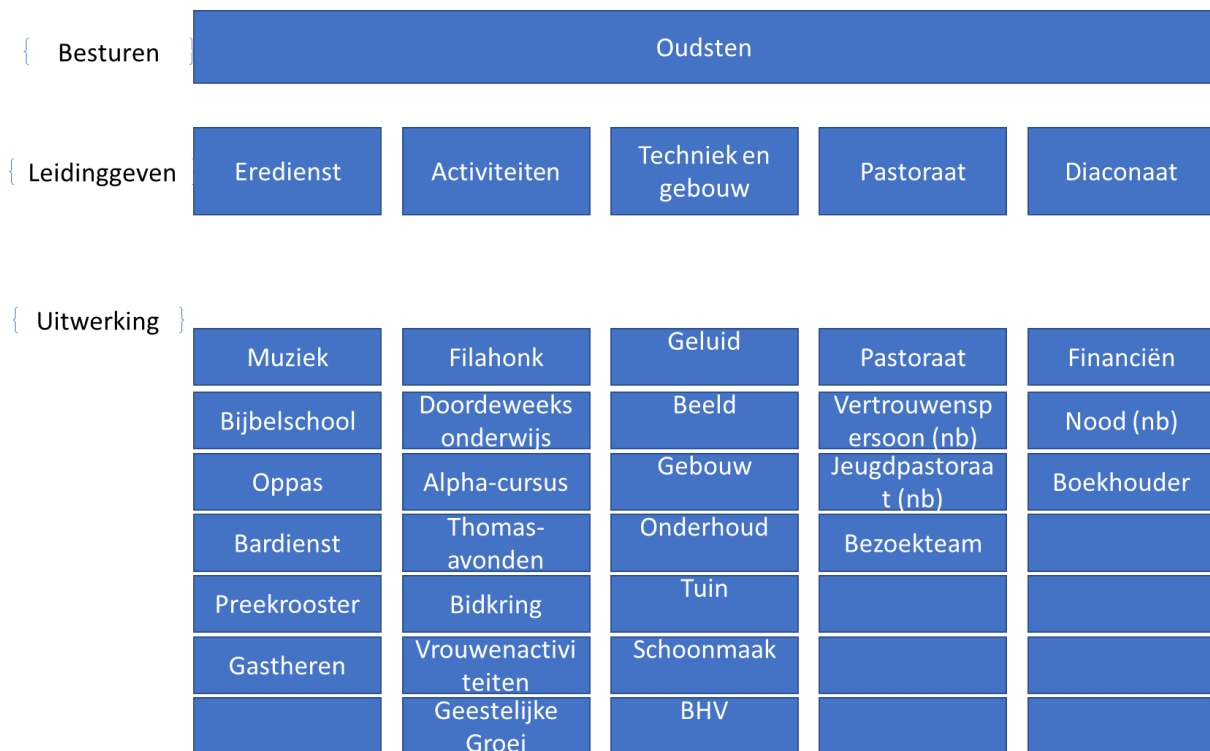 Besturen
Oudsten
Leidinggeven
Eredienst
Activiteiten
Techniek en
gebouw
Pastoraat
Diaconaat
Uitwerking
Muziek
Filahonk
Geluid
Pastoraat
Financiën
Bijbelschool
Doordeweeks
onderwijs
Beeld
Vertrouwensp
ersoon (nb)
Nood (nb)
Oppas
Alpha-cursus
Gebouw
Jeugdpastoraa
t (nb)
Boekhouder
Bardienst
Thomas-
avonden
Onderhoud
Bezoekteam
Preekrooster
Bidkring
Tuin
Gastheren
Vrouwenactivi
teiten
Schoonmaak
Geestelijke
Groei
BHV